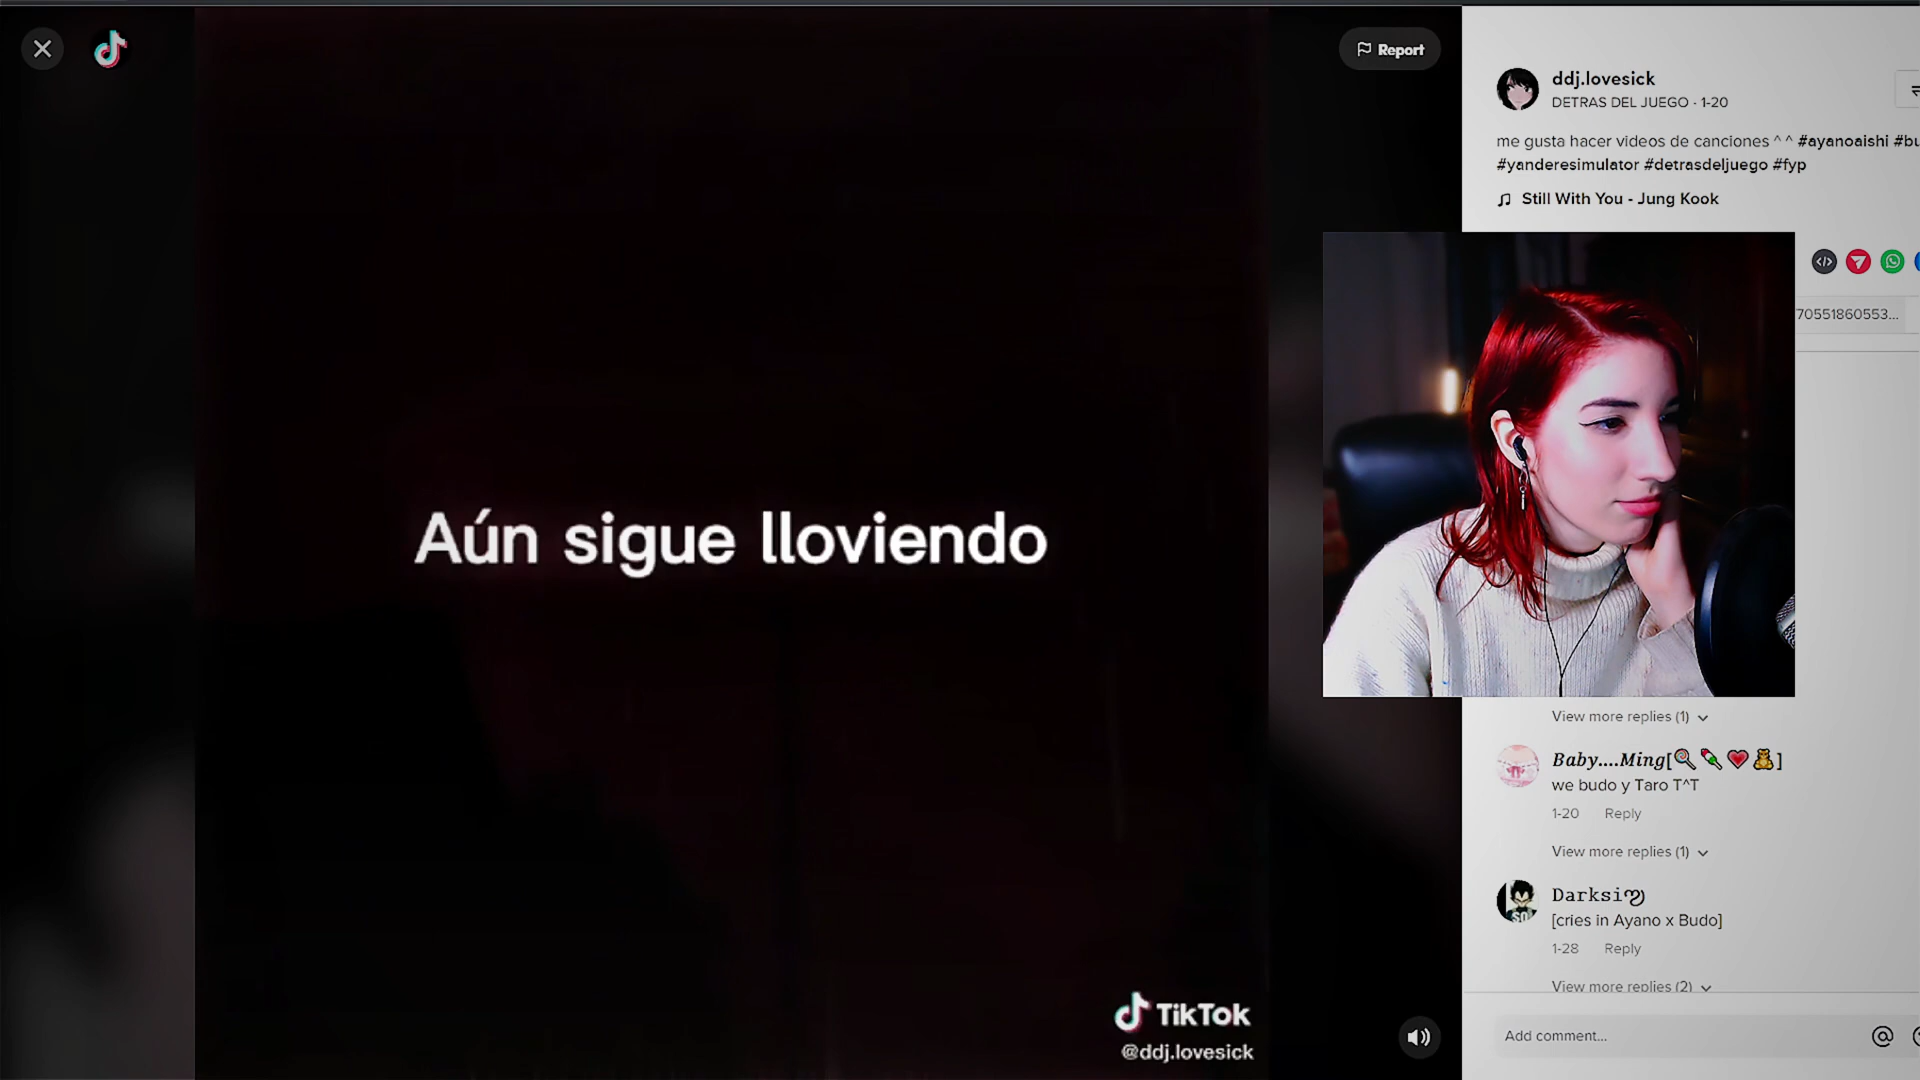 Report
ddj.lovesick
DETRAS DEL JUEGO · 1-20
me gusta hacer videos de canciones ^ ^ #ayanoaishi #bu
#yanderesimulator #detrasdeljuego #fyp
Still With You - Jung Kook
70551860553...
Aún sigue lloviendo
View more replies (1)
Baby....Ming[🍭🍡❤️🧸]
we budo y Taro T^T
1-20 Reply
View more replies (1)
Darksiൡ
[cries in Ayano x Budo]
1-28 Reply
View more replies (2)
TikTok
@ddj.lovesick
Add comment...